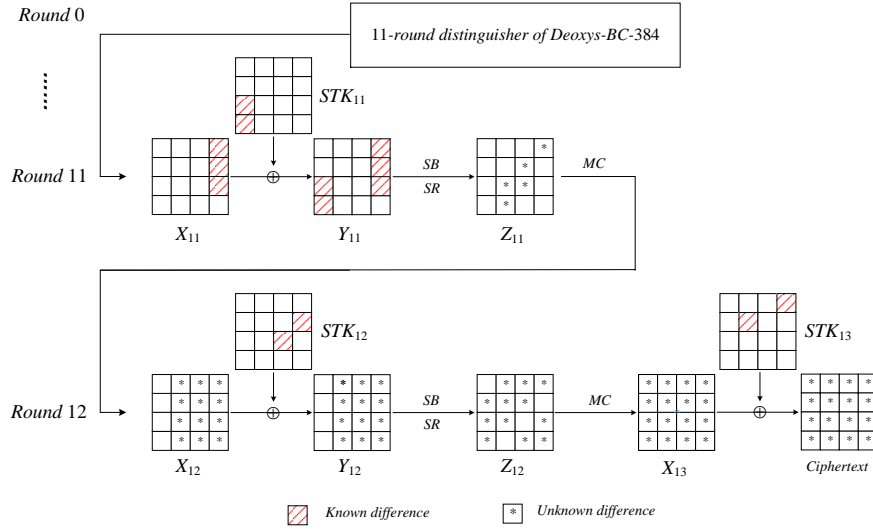 Round 0
11-round distinguisher of Deoxys-BC-384
STK11
Round 11
SB
SR
MC
X11
Y11
Z11
STK12
STK13
Round 12
SB
SR
MC
X12
Y12
Z12
X13
Ciphertext
Known difference
* Unknown difference